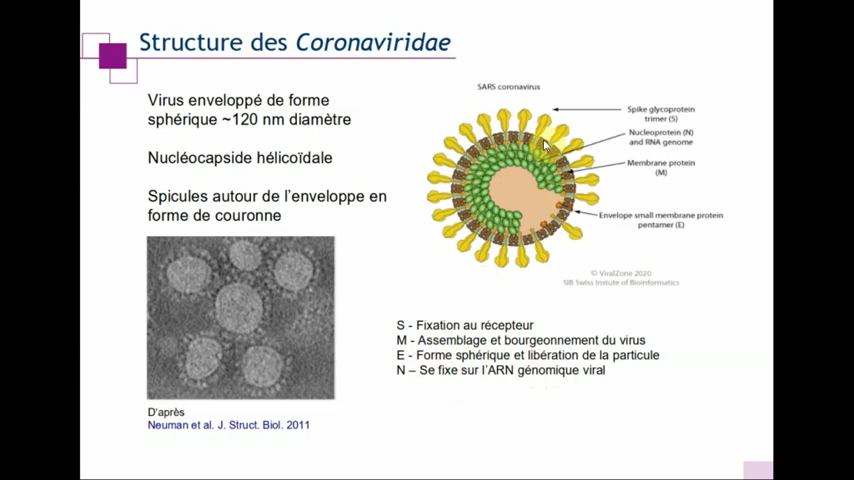 Structure des Coronaviridae
Virus enveloppé de forme
sphérique ~120 nm diamètre
Nucléocapside hélicoïdale
Spicules autour de l'enveloppe en
forme de couronne
D'après
Neuman et al. J. Struct. Biol. 2011
SARS coronavirus
Spike glycoprotein
trimer (S)
Nucleoprotein (N)
and RNA genome
Membrane protein
(M)
Envelope small membrane protein
pentamer (E)
© ViralZone 2020
SIB Swiss Instute of Bioinformatics
S - Fixation au récepteur
M - Assemblage et bourgeonnement du virus
E - Forme sphérique et libération de la particule
N – Se fixe sur l'ARN génomique viral